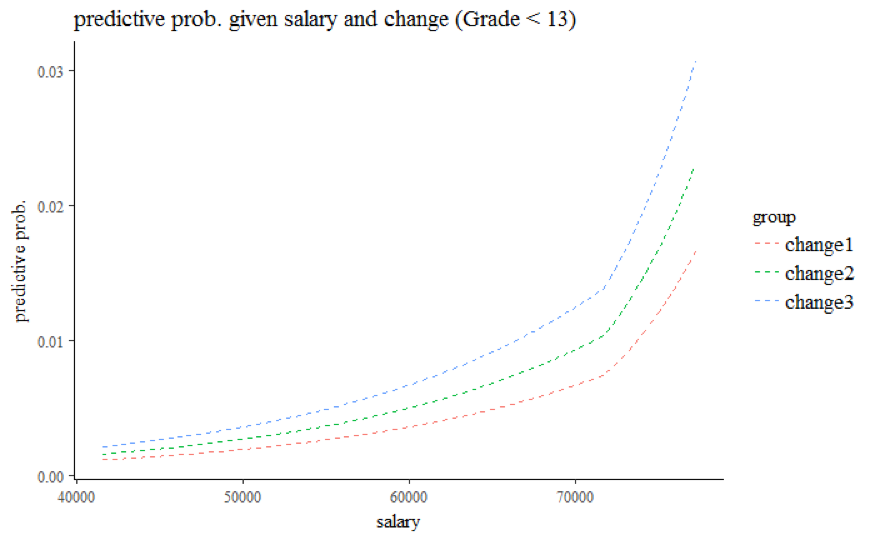 predictive prob. given salary and change (Grade < 13)
0.03
0.02
0.01
0.00
predictive prob.
40000 50000 60000 70000
salary
group
change1
change2
change3